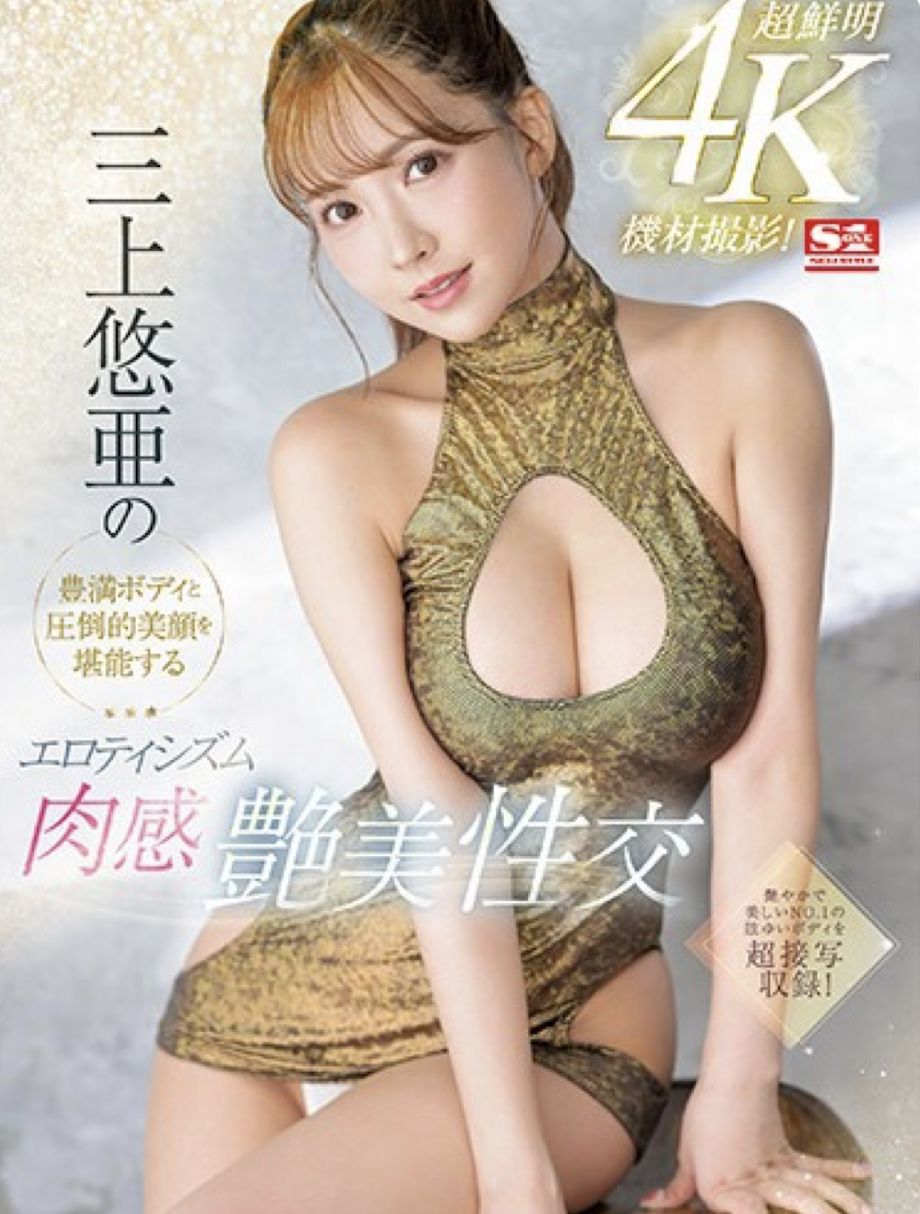 超鮮明
4K
機材撮影!
S1
NO.1 STYLE
三上悠亜の
豊満ボディと
圧倒的美顔を
堪能する
エロティシズム
肉感 艶美性交
艶やかで
美しいNO.1の
眩ゆいボディを
超接写
収録!